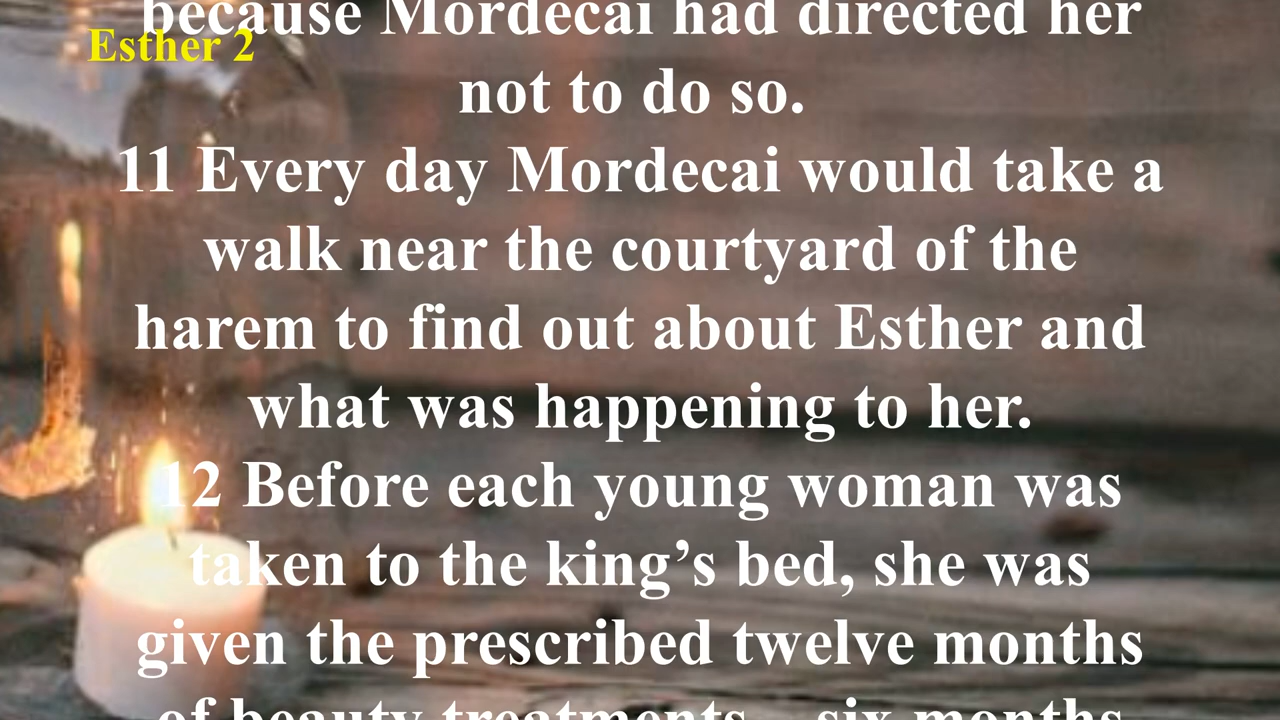 because Mordecai had directed her
Esther 2
not to do so.
11 Every day Mordecai would take a
walk near the courtyard of the
harem to find out about Esther and
what was happening to her.
12 Before each young woman was
taken to the king’s bed, she was
given the prescribed twelve months
of beauty treatments – six months